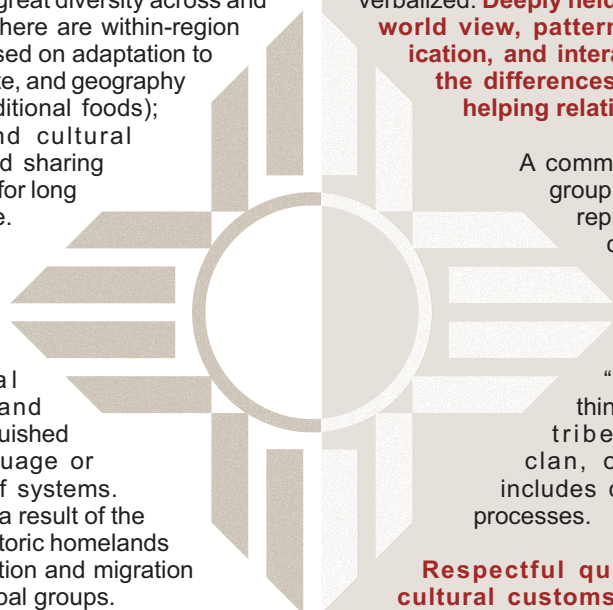 great diversity across and
here are within-region
sed on adaptation to
te, and geography
ditional foods);
nd cultural
d sharing
for long
e.
al
and
uished
uage or
f systems.
a result of the
toric homelands
tion and migration
bal groups.
verbalized. Deeply held
world view, pattern
ication, and intera
the differences
helping relati
A comm
group
rep
c
“
thin
tribe
clan, o
includes c
processes.
Respectful qu
cultural customs